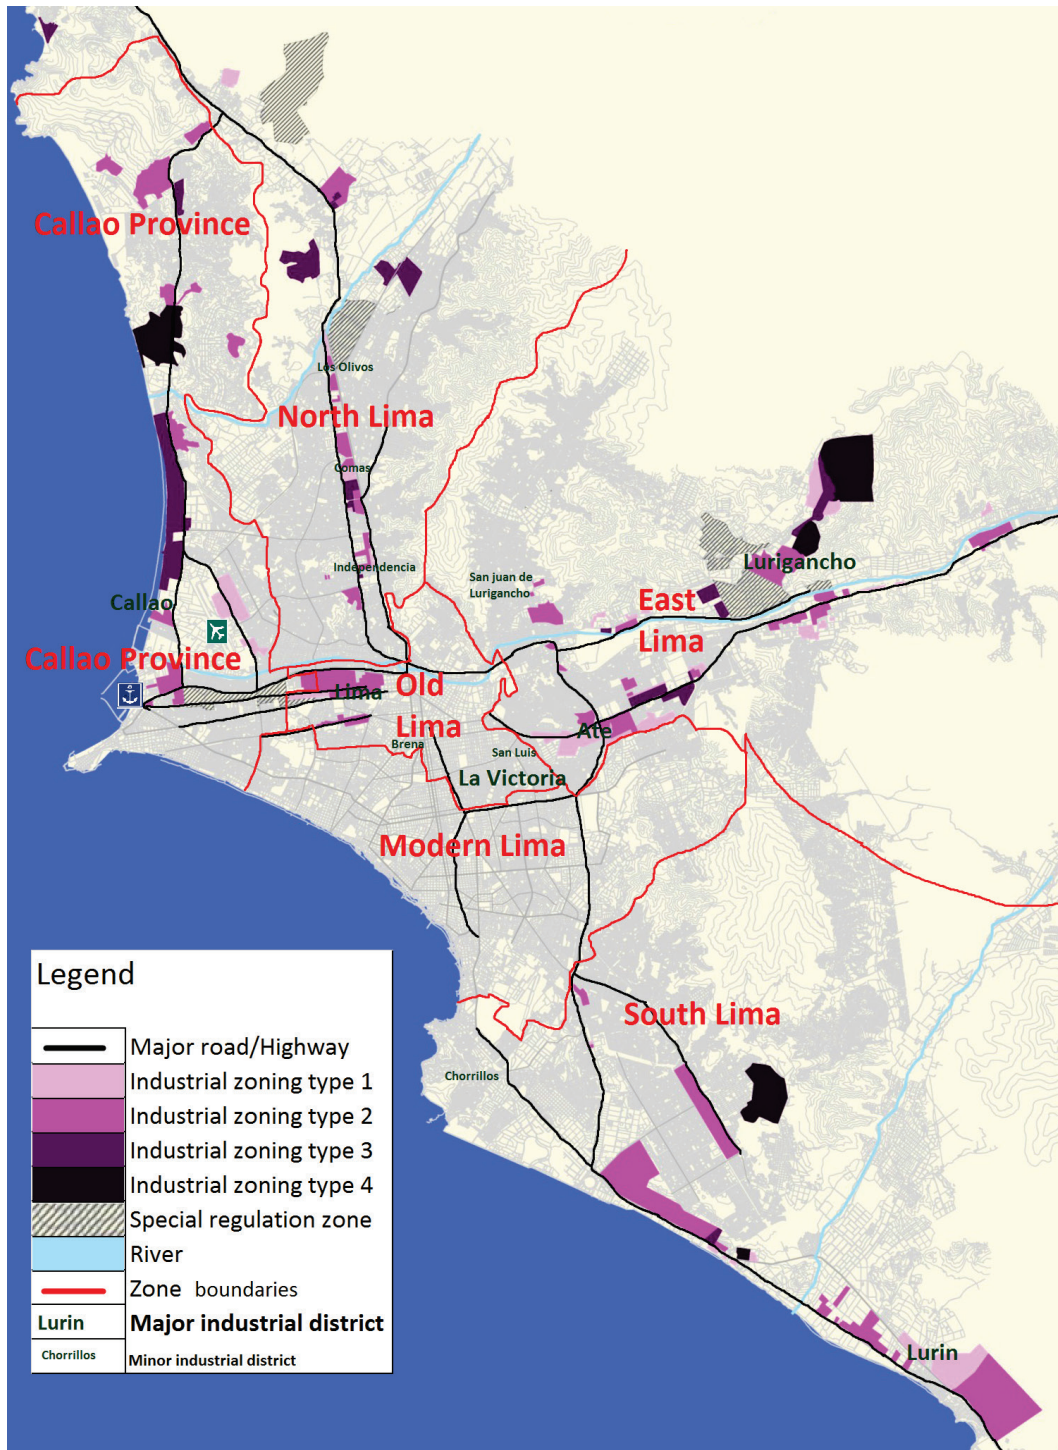 Callao Province
Los Olivos
North Lima
Comas
Independencia
San juan de
Lurigancho
Lurigancho
East
Lima
Callao
Callao Province
Lima
Old
Lima
Brena
San Luis
Ate
La Victoria
Modern Lima
South Lima
Chorrillos
Lurin
Legend
Major road/Highway
Industrial zoning type 1
Industrial zoning type 2
Industrial zoning type 3
Industrial zoning type 4
Special regulation zone
River
Zone boundaries
Lurin Major industrial district
Chorrillos Minor industrial district